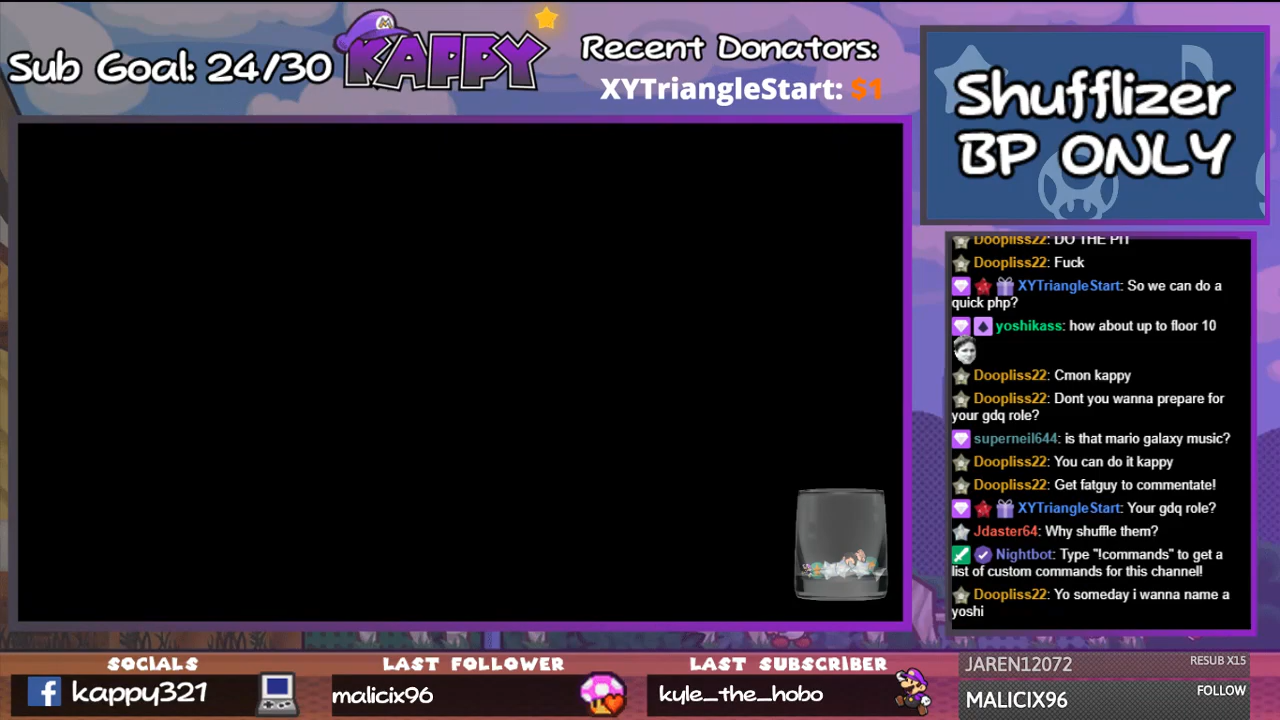 Sub Goal: 24/30
KAPPY
M
Recent Donators:
XYTriangleStart: $1
Shufflizer
BP ONLY
Doopliss22: DO THE PIT
Doopliss22: Fuck
XYTriangleStart: So we can do a
quick php?
yoshikass: how about up to floor 10
Doopliss22: Cmon kappy
Doopliss22: Dont you wanna prepare for
your gdq role?
superneil644: is that mario galaxy music?
Doopliss22: You can do it kappy
Doopliss22: Get fatguy to commentate!
XYTriangleStart: Your gdq role?
Jdaster64: Why shuffle them?
Nightbot: Type "!commands" to get a
list of custom commands for this channel!
Doopliss22: Yo someday i wanna name a
yoshi
SOCIALS
f kappy321
LAST FOLLOWER
malicix96
LAST SUBSCRIBER
kyle_the_hobo
JAREN12072 RESUB X15
MALICIX96 FOLLOW